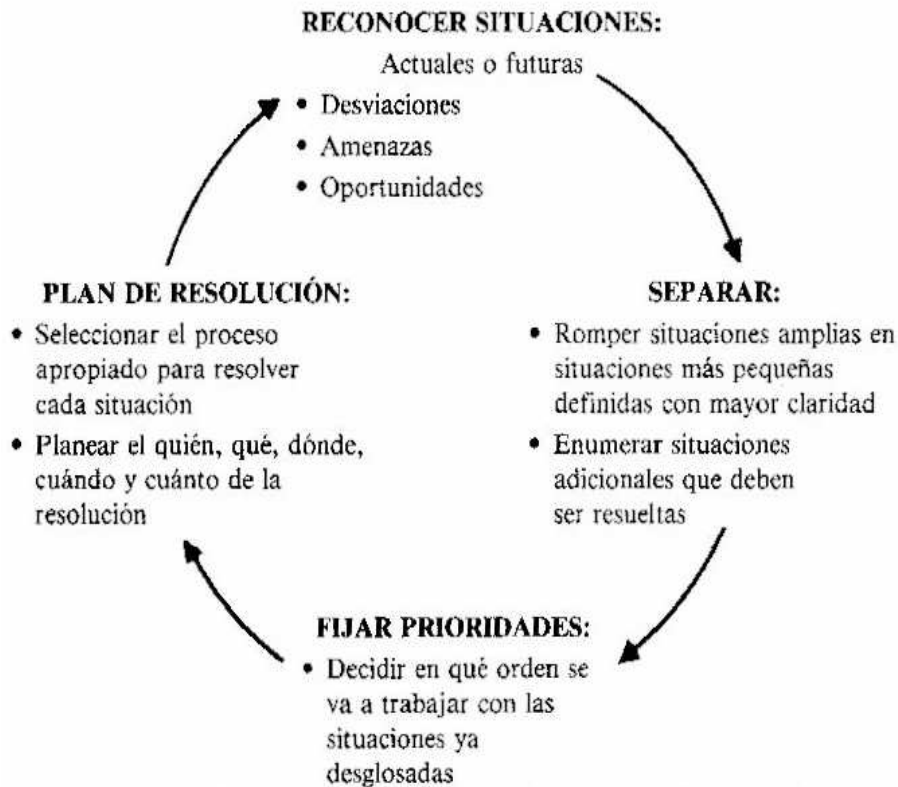 RECONOCER SITUACIONES:
Actuales o futuras
• Desviaciones
• Amenazas
• Oportunidades
SEPARAR:
• Romper situaciones amplias en
situaciones más pequeñas
definidas con mayor claridad
• Enumerar situaciones
adicionales que deben
ser resueltas
FIJAR PRIORIDADES:
• Decidir en qué orden se
va a trabajar con las
situaciones ya
desglosadas
PLAN DE RESOLUCIÓN:
• Seleccionar el proceso
apropiado para resolver
cada situación
• Planear el quién, qué, dónde,
cuándo y cuánto de la
resolución